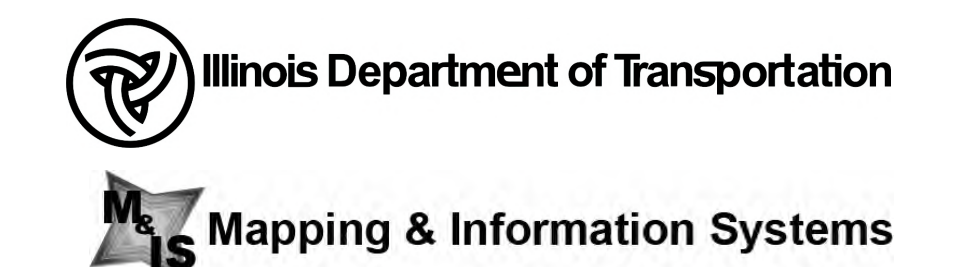 Illinois Department of Transportation
M&IS Mapping & Information Systems